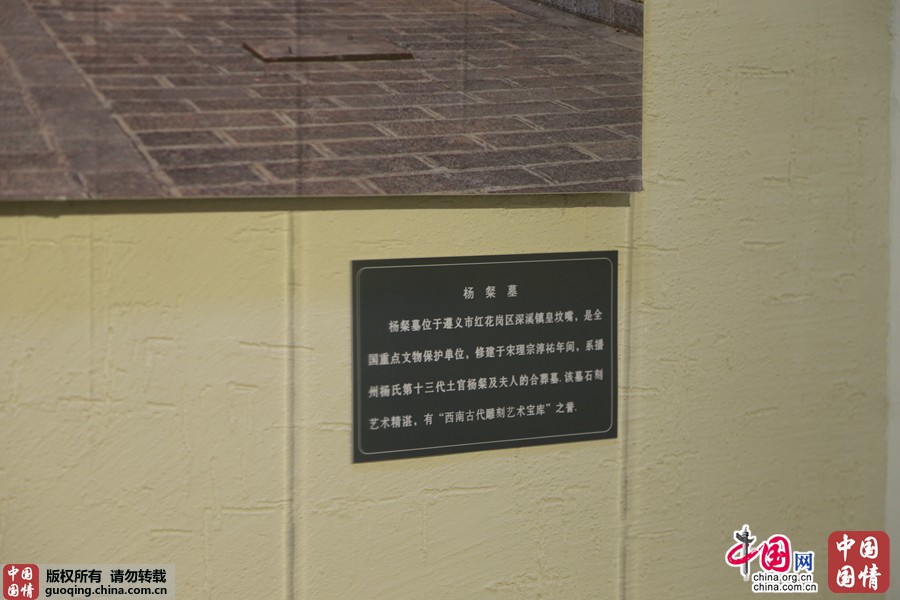 杨粲墓
杨粲墓位于遵义市红花岗区深溪镇皇坟嘴，是全
国重点文物保护单位，修建于宋理宗淳祐年间，系播
州杨氏第十三代土官杨粲及夫人的合葬墓.该墓石刻
艺术精湛，有“西南古代雕刻艺术宝库”之誉.
中国
国情
版权所有 请勿转载
guoqing.china.com.cn
中国网
china.org.cn
china.com.cn
中国
国情